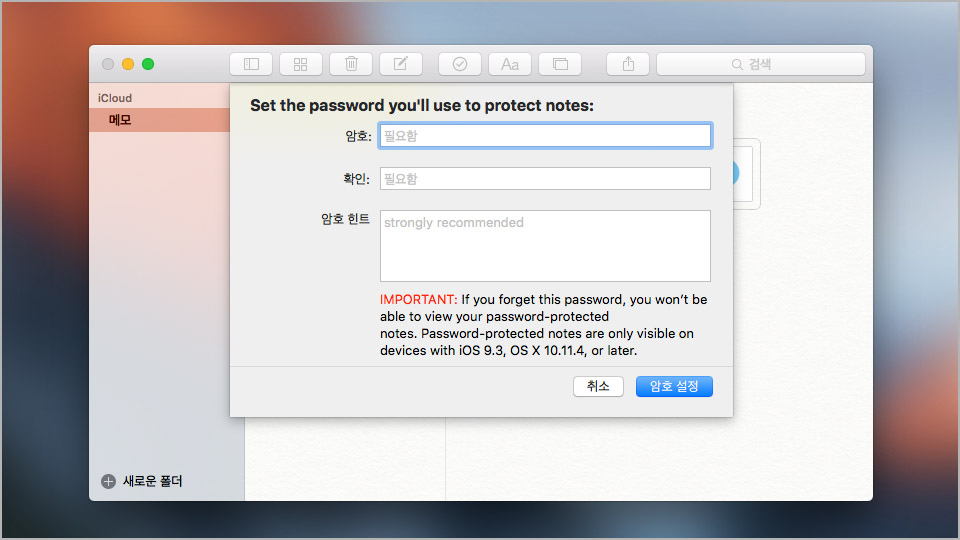 검색
iCloud
메모
Set the password you'll use to protect notes:
암호: 필요함
확인: 필요함
암호 힌트 strongly recommended
IMPORTANT: If you forget this password, you won’t be
able to view your password-protected
notes. Password-protected notes are only visible on
devices with iOS 9.3, OS X 10.11.4, or later.
취소 암호 설정
새로운 폴더
Aa